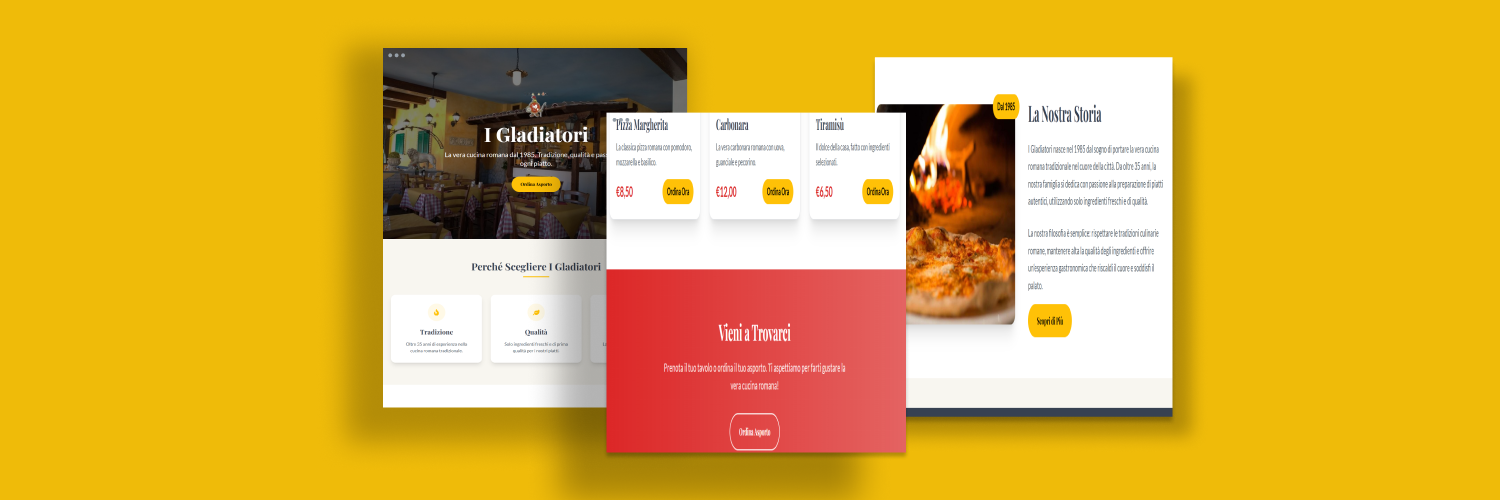 I Gladiatori
La vera cucina romana dal 1985. Tradizione, qualità e pas
ogni piatto.
Ordina Asporto
Perché Scegliere I Gladiatori
Tradizione
Oltre 35 anni di esperienza nella
cucina romana tradizionale.
Qualità
Solo ingredienti freschi e di prima
qualità per i nostri piatti
Pizza Margherita
La classica pizza romana con pomodoro,
mozzarella e basilico.
€8,50
Ordina Ora
Carbonara
La vera carbonara romana con uova,
guanciale e pecorino.
€12,00
Ordina Ora
Tiramisù
Il dolce della casa, fatto con ingredienti
selezionati.
€6,50
Ordina Ora
Vieni a Trovarci
Prenota il tuo tavolo o ordina il tuo asporto. Ti aspettiamo per farti gustare la
vera cucina romana!
Ordina Asporto
Dal 1985
La Nostra Storia
I Gladiatori nasce nel 1985 dal sogno di portare la vera cucina
romana tradizionale nel cuore della città. Da oltre 35 anni, la
nostra famiglia si dedica con passione alla preparazione di piatti
autentici, utilizzando solo ingredienti freschi e di qualità.
La nostra filosofia è semplice: rispettare le tradizioni culinarie
romane, mantenere alta la qualità degli ingredienti e offrire
un'esperienza gastronomica che riscaldi il cuore e soddisfi il
palato.
Scopri di Più